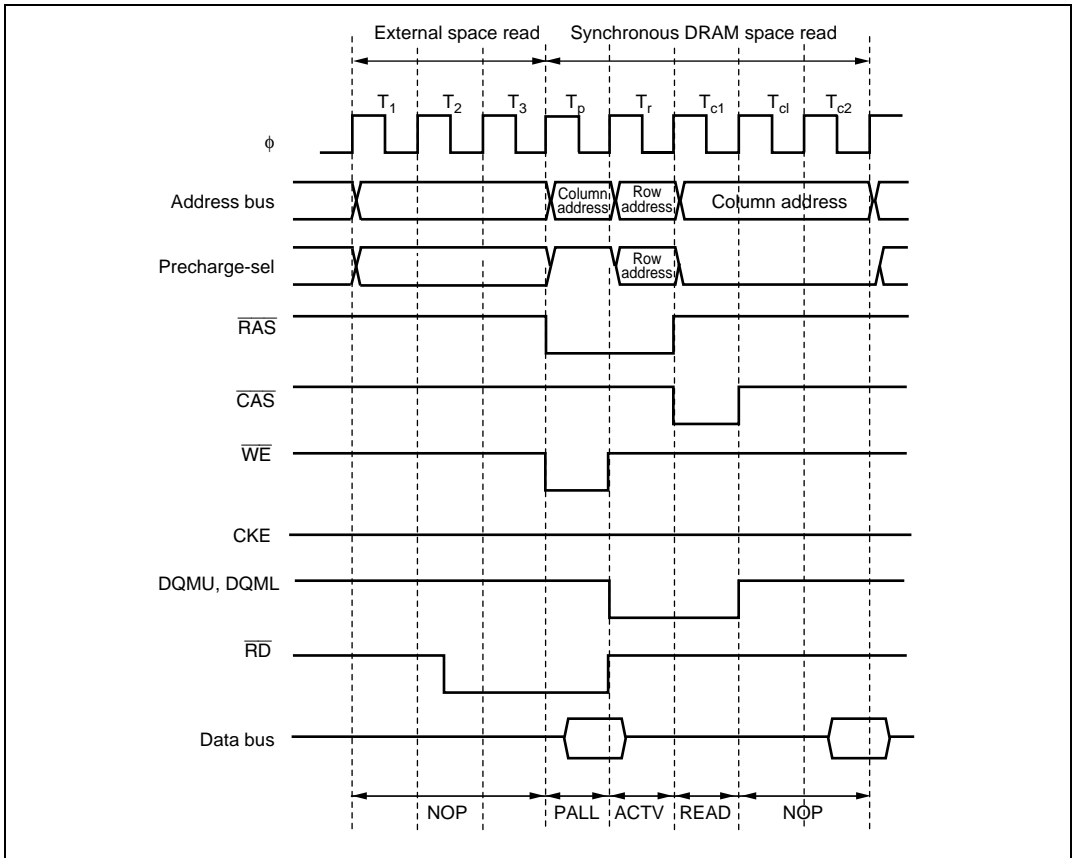 External space read Synchronous DRAM space read
T1 T2 T3 Tp Tr Tc1 Tcl Tc2
ϕ
Address bus
Column address
Row address
Column address
Precharge-sel
Row address
RAS
CAS
WE
CKE
DQMU, DQML
RD
Data bus
NOP PALL ACTV READ NOP